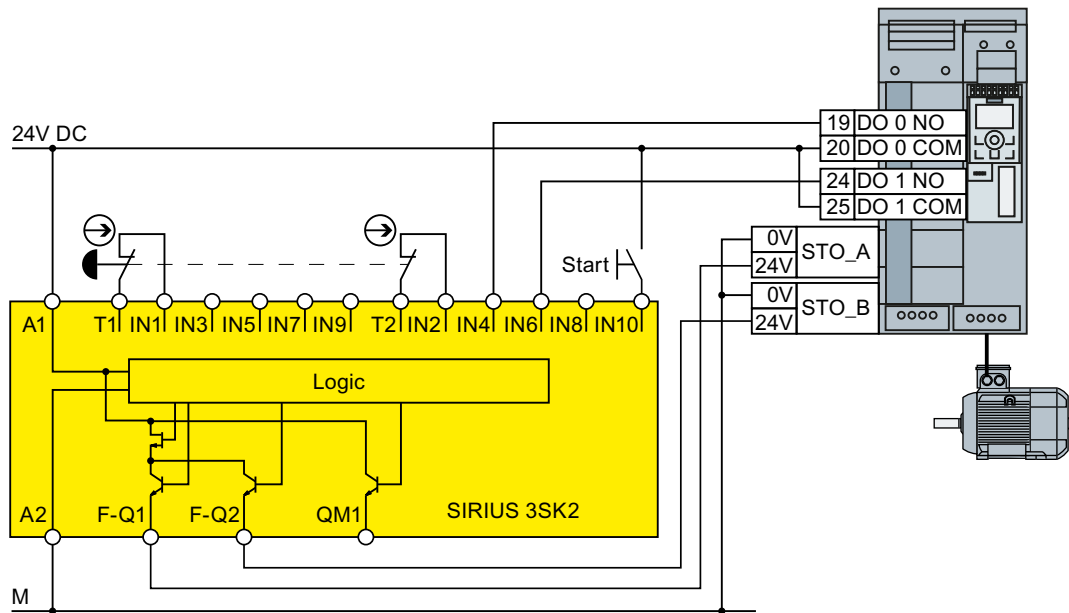 24V DC
19 DO 0 NO
20 DO 0 COM
24 DO 1 NO
25 DO 1 COM
0V
24V
STO_A
0V
24V
STO_B
Start
A1 T1 IN1 IN3 IN5 IN7 IN9 T2 IN2 IN4 IN6 IN8 IN10
Logic
A2 F-Q1 F-Q2 QM1 SIRIUS 3SK2
M